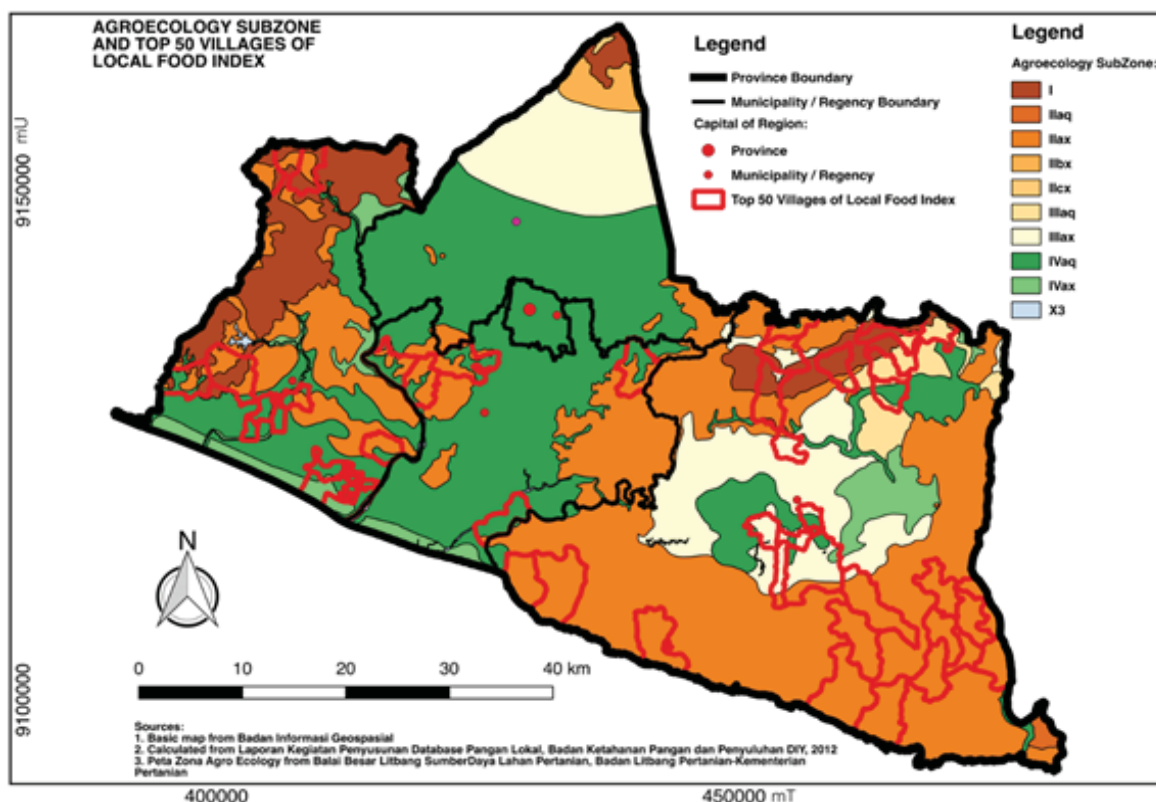 AGROECOLOGY SUBZONE
AND TOP 50 VILLAGES OF
LOCAL FOOD INDEX
Legend
Province Boundary
Municipality / Regency Boundary
Capital of Region:
Province
Municipality / Regency
Top 50 Villages of Local Food Index
Legend
Agroecology SubZone:
I
IIaq
IIax
IIbx
IIcx
IIIaq
IIIax
IVaq
IVax
X3
9150000 mU
9100000
N
0 10 20 30 40 km
Sources:
1. Basic map from Badan Informasi Geospasial
2. Calculated from Laporan Kegiatan Penyusunan Database Pangan Lokal, Badan Ketahanan Pangan dan Penyuluhan DIY, 2012
3. Peta Zona Agro Ecology from Balai Besar Litbang SumberDaya Lahan Pertanian, Badan Litbang Pertanian-Kementerian
Pertanian
400000
450000 mT